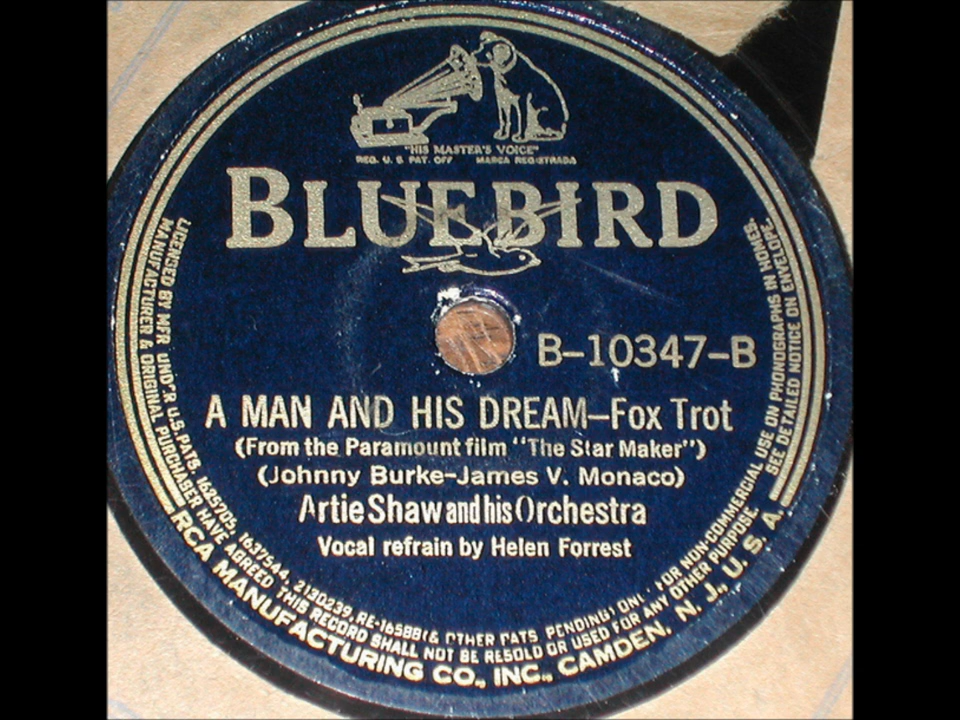 "HIS MASTER'S VOICE"
REG. U. S. PAT. OFF MARCA REGISTRADA
BLUEBIRD
B-10347-B
A MAN AND HIS DREAM—Fox Trot
(From the Paramount film "The Star Maker")
(Johnny Burke-James V. Monaco)
Artie Shaw and his Orchestra
Vocal refrain by Helen Forrest
LICENSED BY MFR UNDER U.S. PATS. 1625705, 1637544, 2130239, RE-16588 (& OTHER PATS. PENDING) ONLY FOR NON-COMMERCIAL USE ON PHONOGRAPHS IN HOMES.
MANUFACTURER & ORIGINAL PURCHASER HAVE AGREED THIS RECORD SHALL NOT BE RESOLD OR USED FOR ANY OTHER PURPOSE. SEE DETAILED NOTICE ON ENVELOPE.
RCA MANUFACTURING CO., INC., CAMDEN, N. J., U. S. A.